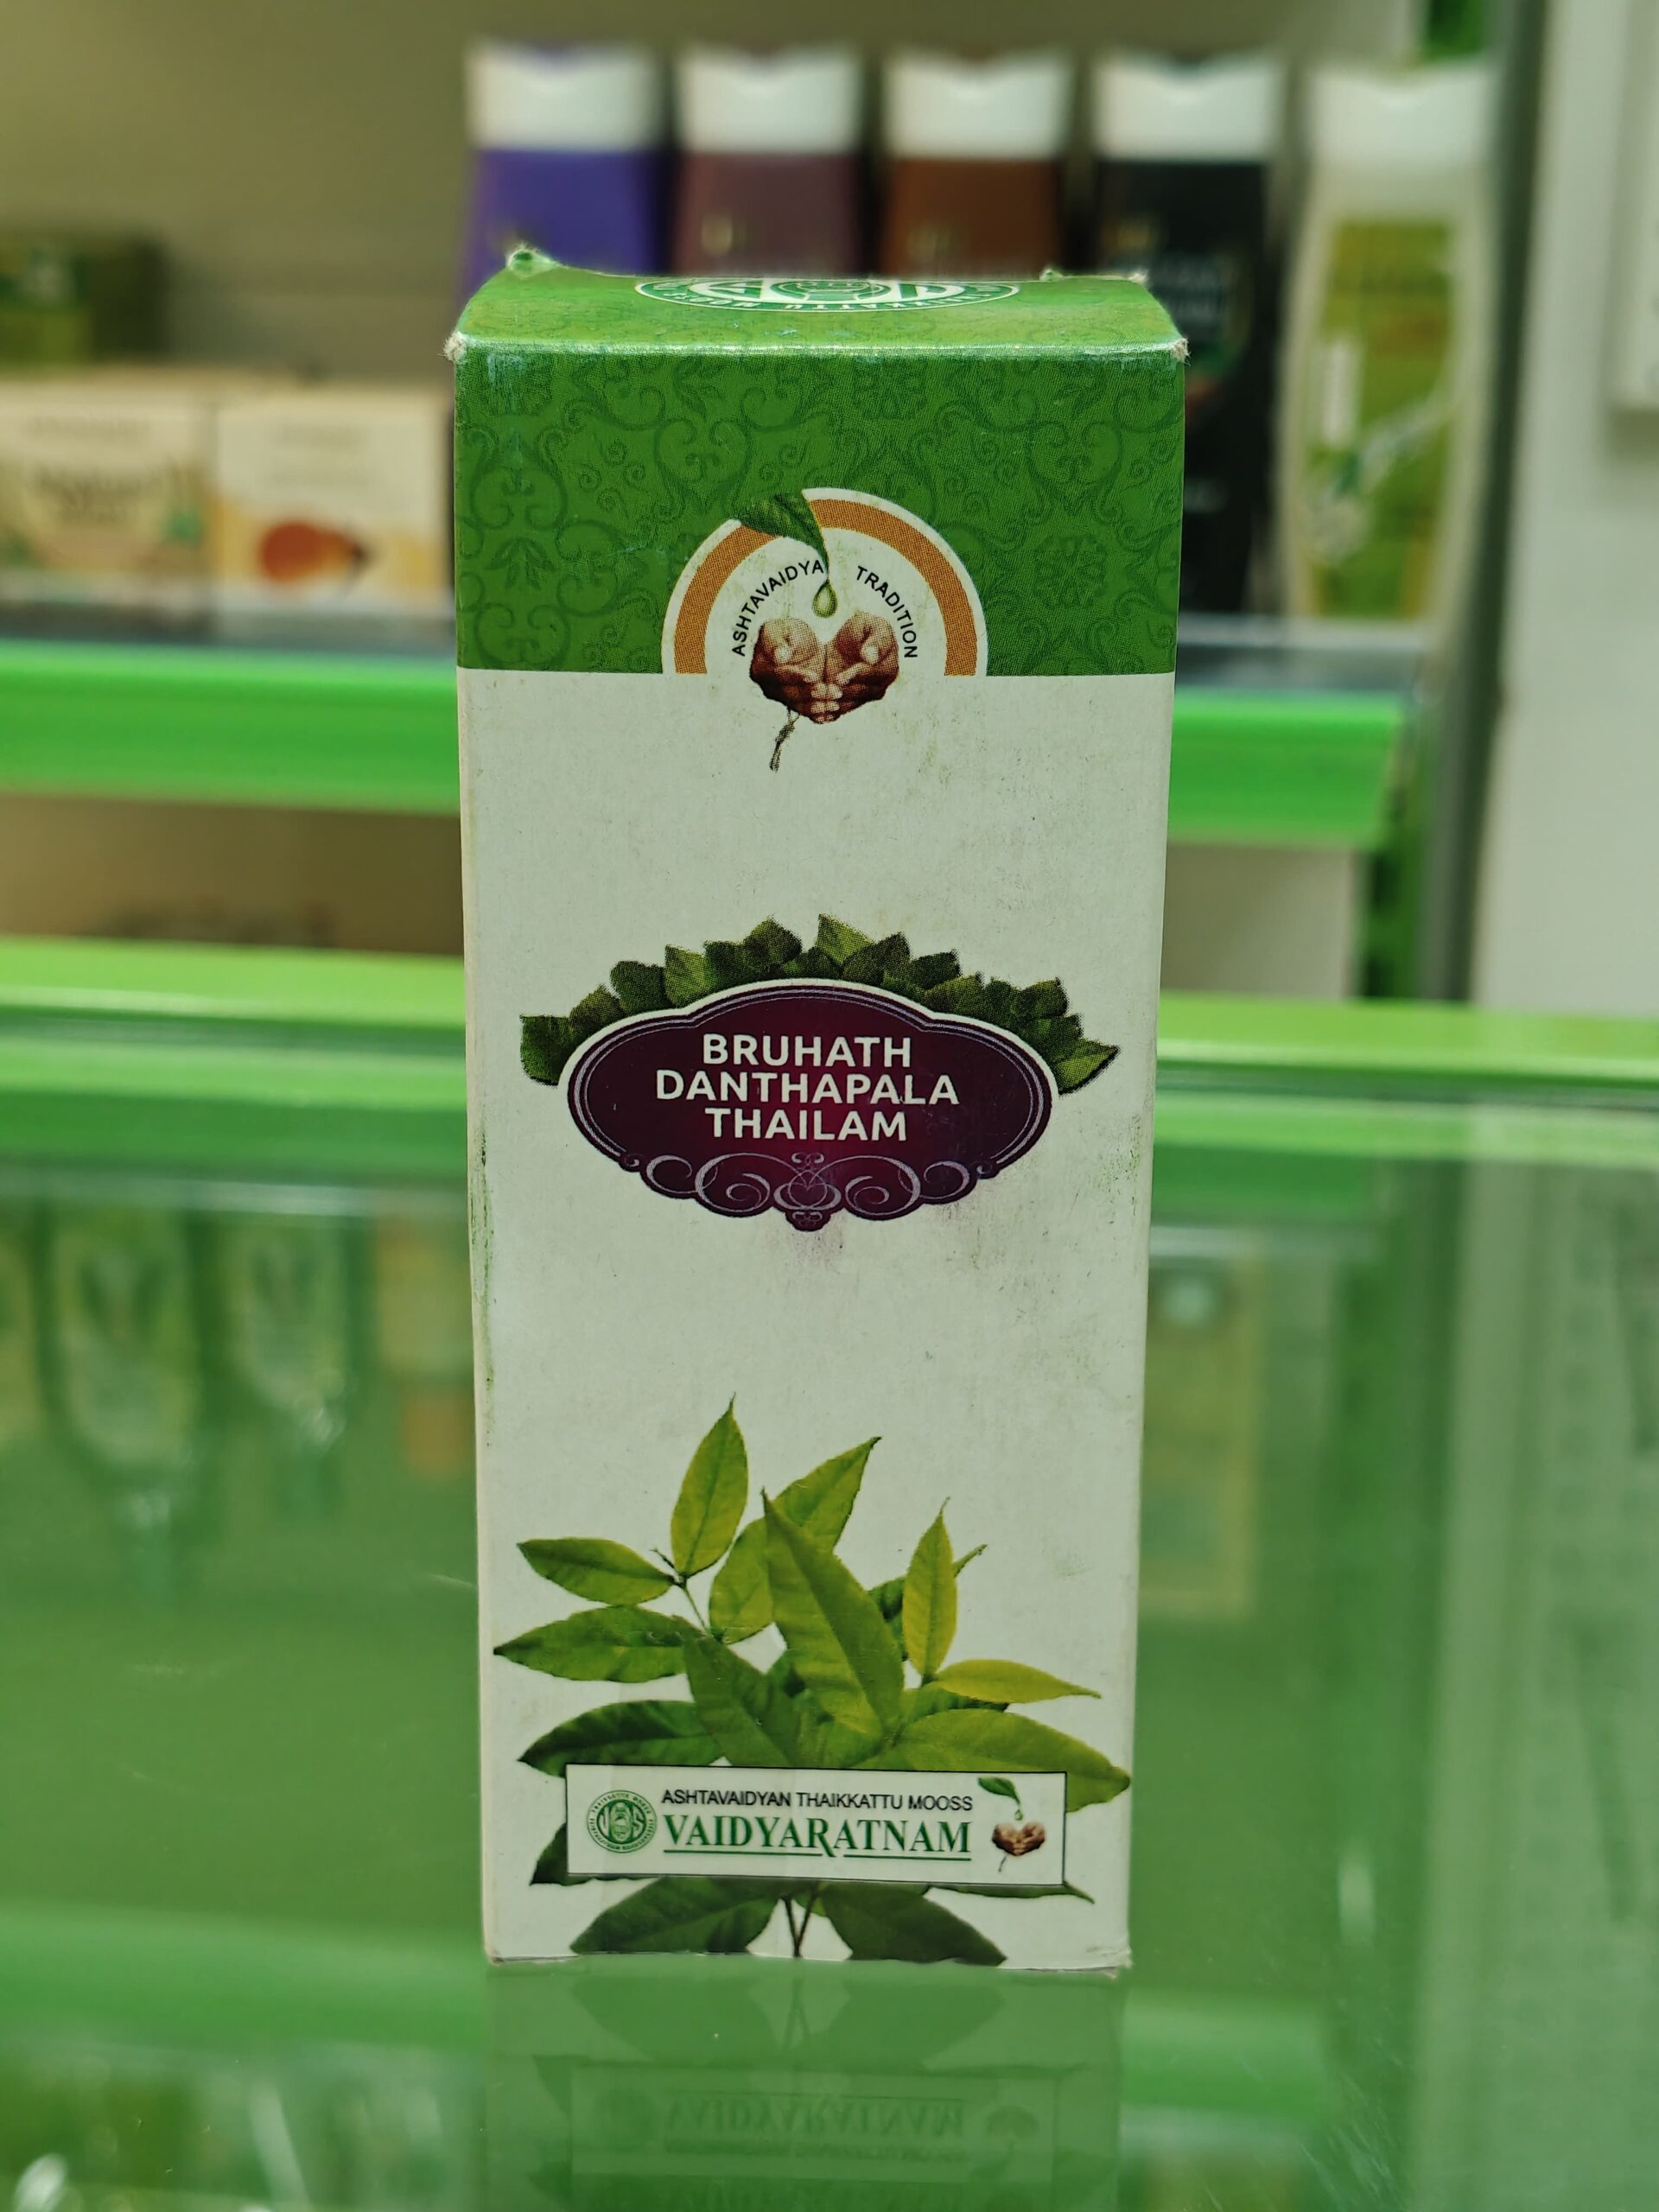 ASHTAVAIDYA TRADITION
BRUHATH
DANTHAPALA
THAILAM
ASHTAVAIDYAN THAIKKATTU MOOSS
VAIDYARATNAM